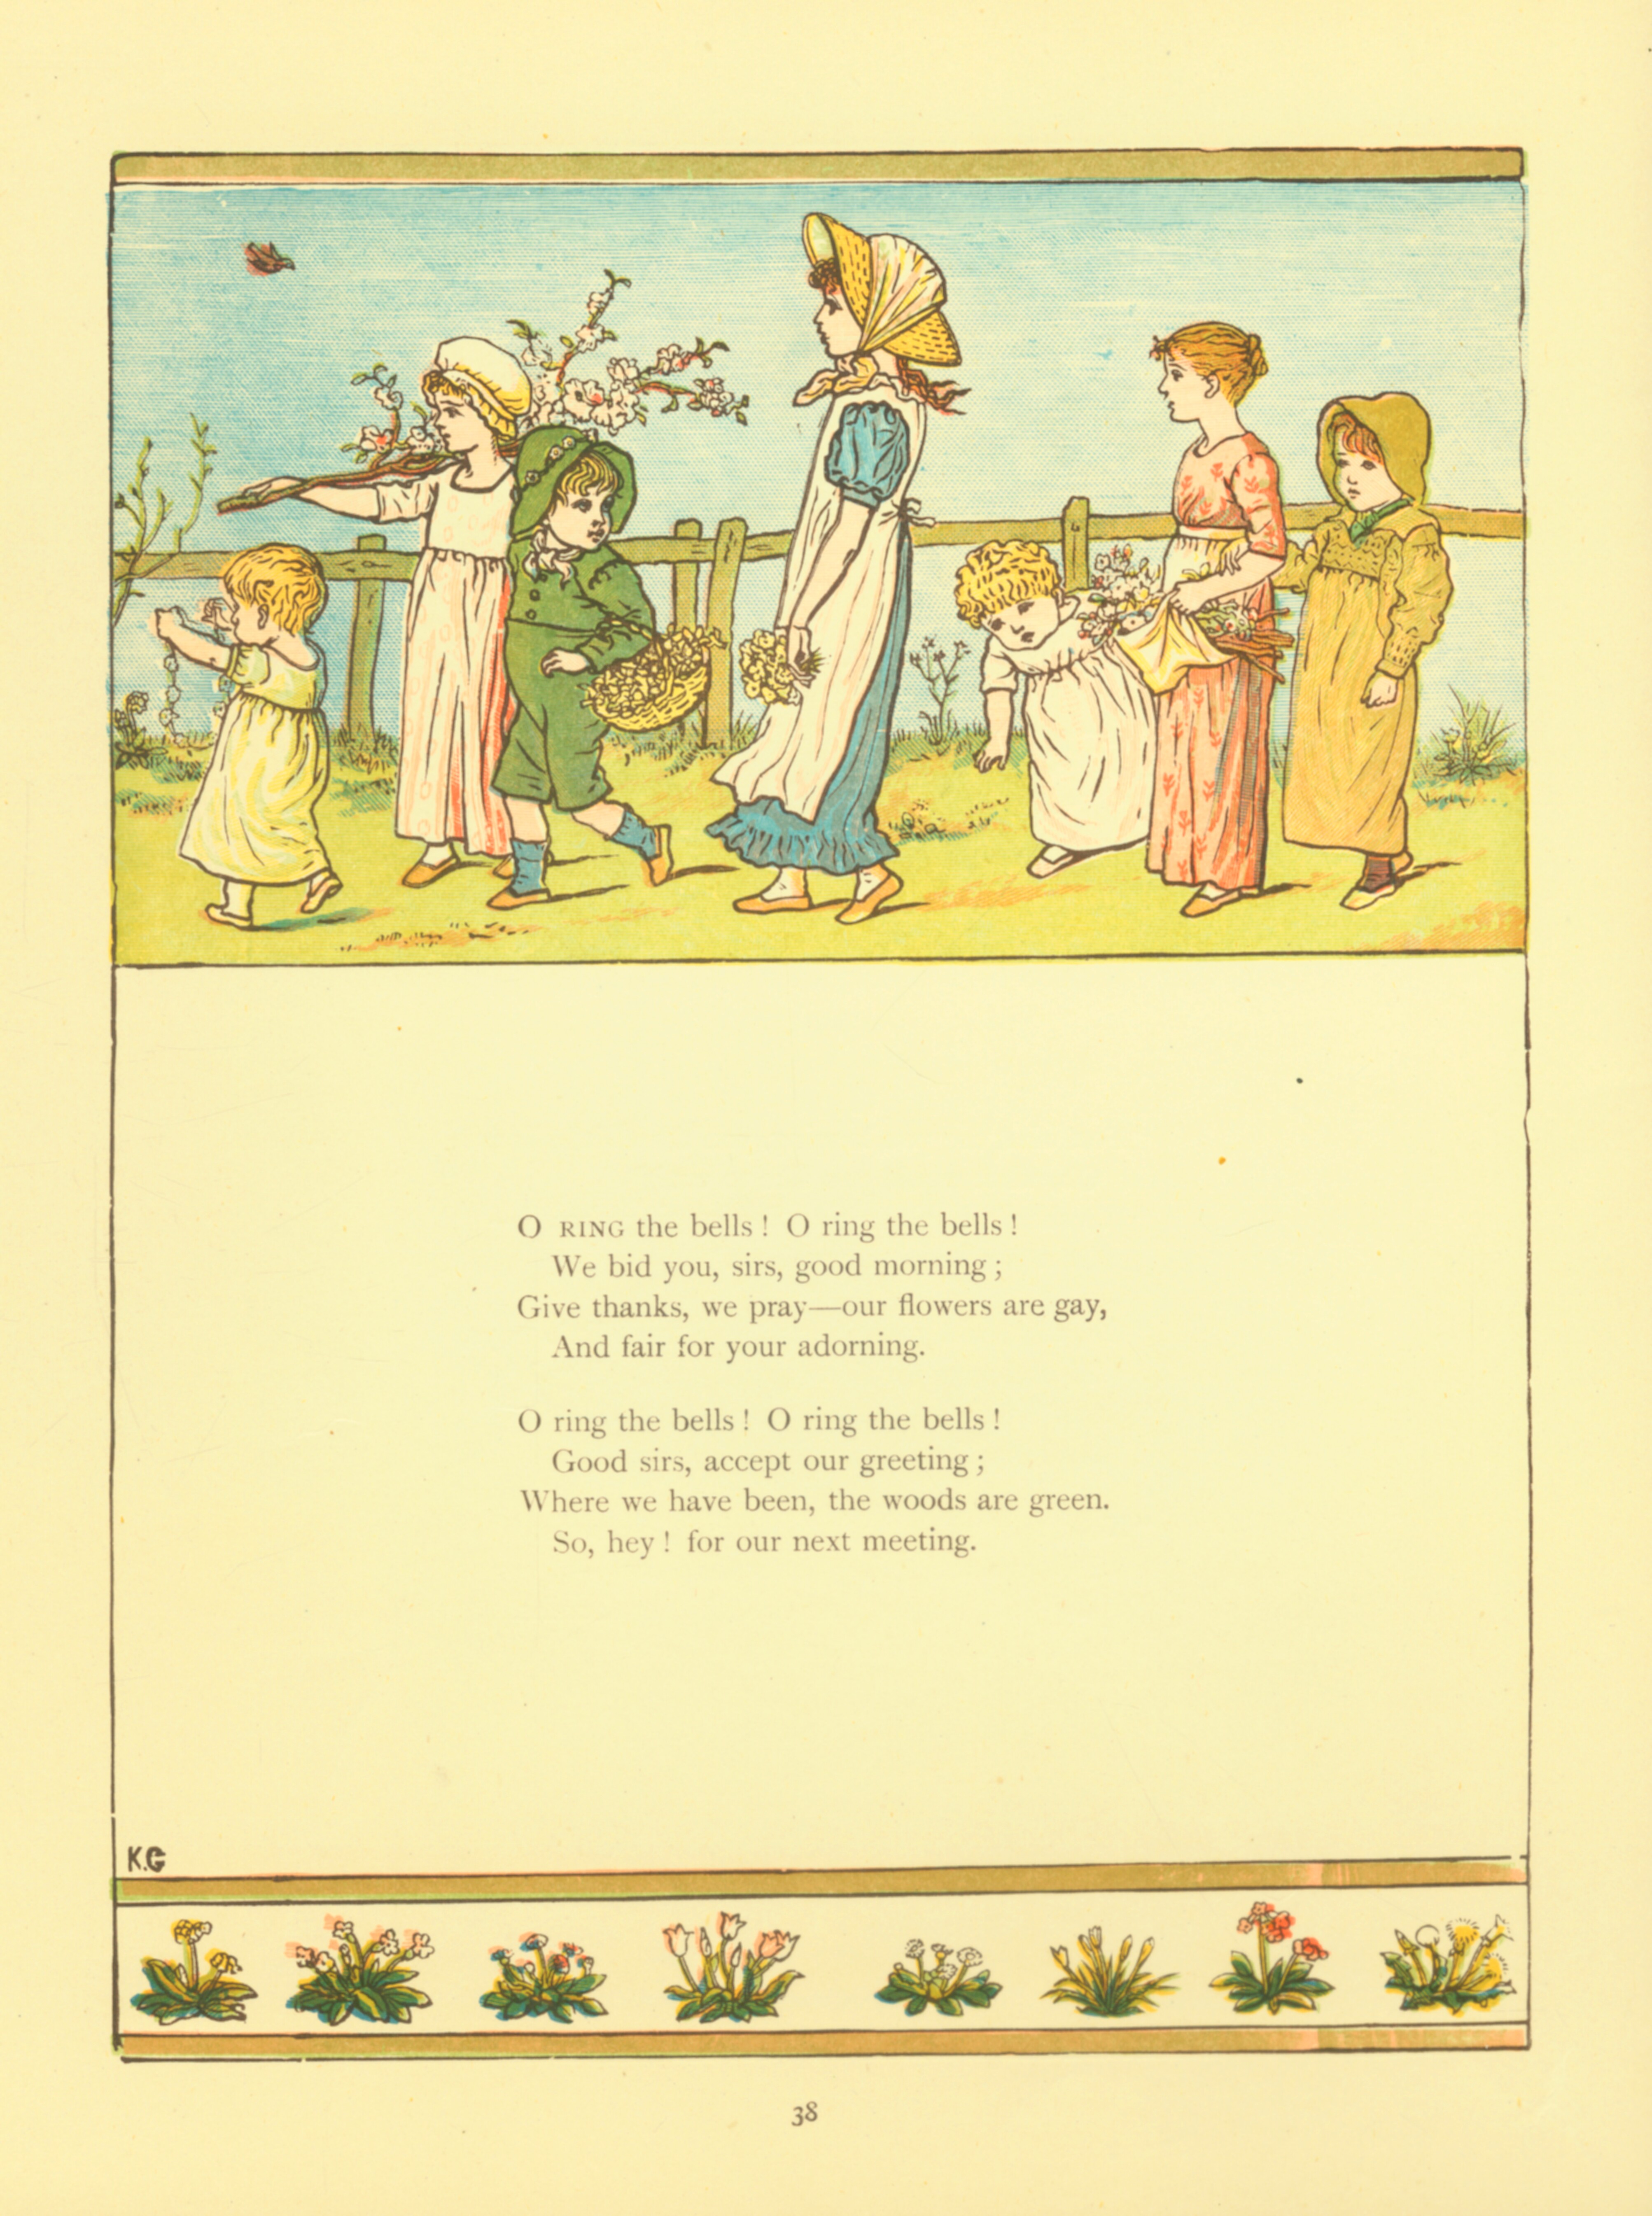 O RING the bells! O ring the bells!
We bid you, sirs, good morning;
Give thanks, we pray—our flowers are gay,
And fair for your adorning.
O ring the bells! O ring the bells!
Good sirs, accept our greeting;
Where we have been, the woods are green.
So, hey! for our next meeting.
K.G
38